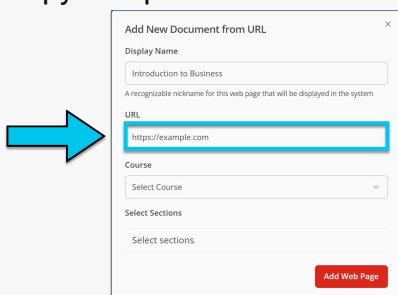 Add New Document from URL
Display Name
Introduction to Business
A recognizable nickname for this web page that will be displayed in the system
URL
https://example.com
Course
Select Course
Select Sections
Select sections
Add Web Page